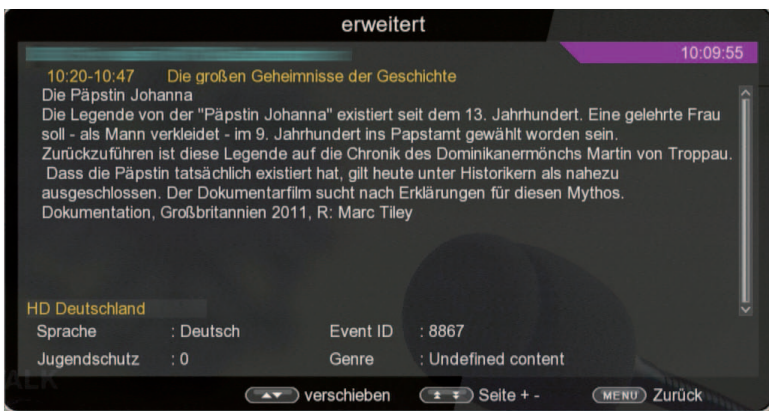 erweitert
10:09:55
10:20-10:47 Die großen Geheimnisse der Geschichte
Die Päpstin Johanna
Die Legende von der "Päpstin Johanna" existiert seit dem 13. Jahrhundert. Eine gelehrte Frau
soll - als Mann verkleidet - im 9. Jahrhundert ins Papstamt gewählt worden sein.
Zurückzuführen ist diese Legende auf die Chronik des Dominikanermönchs Martin von Troppau.
Dass die Päpstin tatsächlich existiert hat, gilt heute unter Historikern als nahezu
ausgeschlossen. Der Dokumentarfilm sucht nach Erklärungen für diesen Mythos.
Dokumentation, Großbritannien 2011, R: Marc Tiley
HD Deutschland
Sprache : Deutsch Event ID : 8867
Jugendschutz : 0 Genre : Undefined content
ALK
verschieben Seite + - MENU Zurück